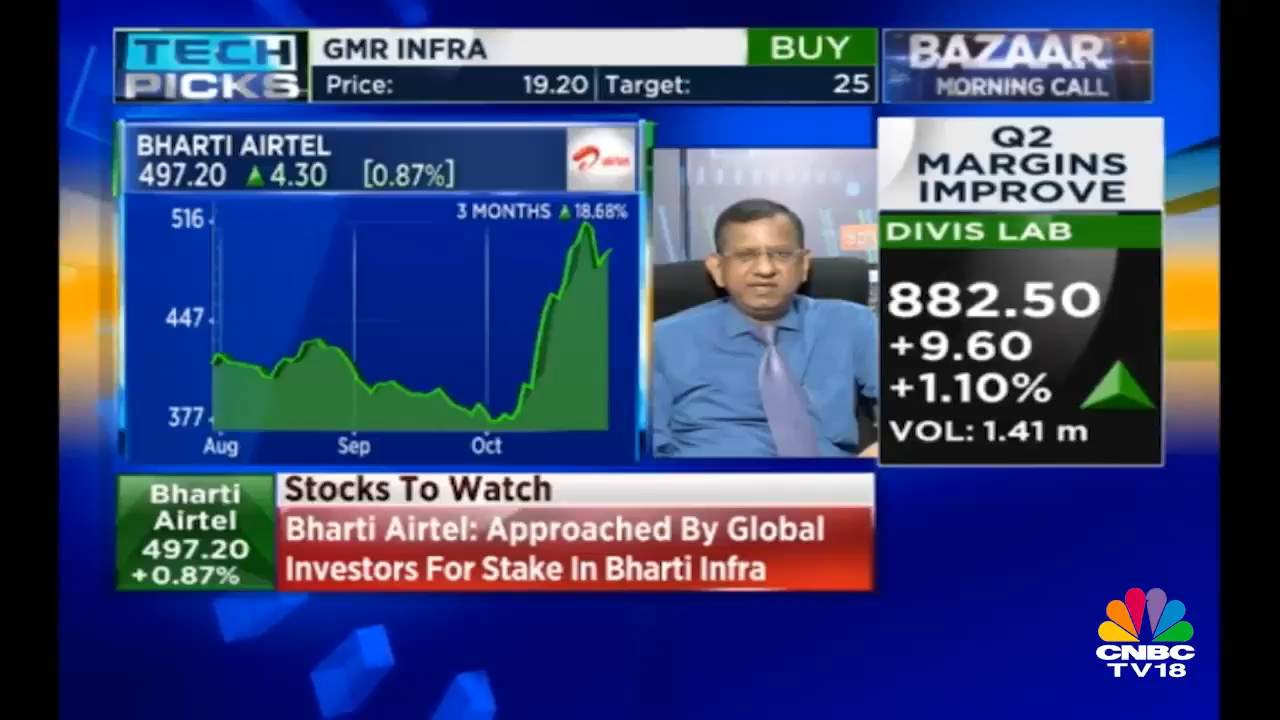 TECH
PICKS
GMR INFRA
BUY
Price: 19.20 Target: 25
BAZAAR
MORNING CALL
BHARTI AIRTEL
497.20 ▲ 4.30 [0.87%]
airtel
3 MONTHS ▲ 18.68%
516
447
377
Aug Sep Oct
Q2
MARGINS
IMPROVE
DIVIS LAB
882.50
+9.60
+1.10%
VOL: 1.41 m
Bharti
Airtel
497.20
+0.87%
Stocks To Watch
Bharti Airtel: Approached By Global
Investors For Stake In Bharti Infra
CNBC
TV18